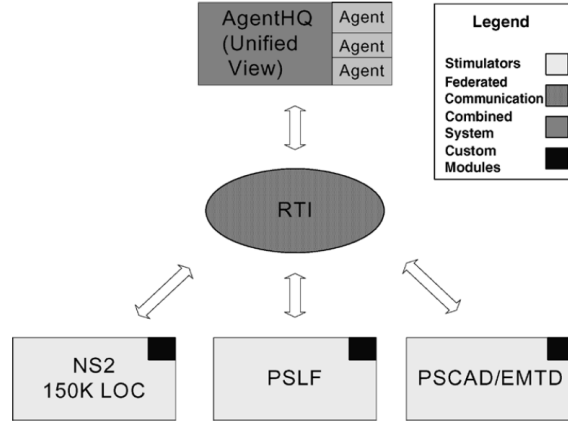 AgentHQ
(Unified
View)
Agent
Agent
Agent
Legend
Stimulators
Federated
Communication
Combined
System
Custom
Modules
RTI
NS2
150K LOC
PSLF
PSCAD/EMTD